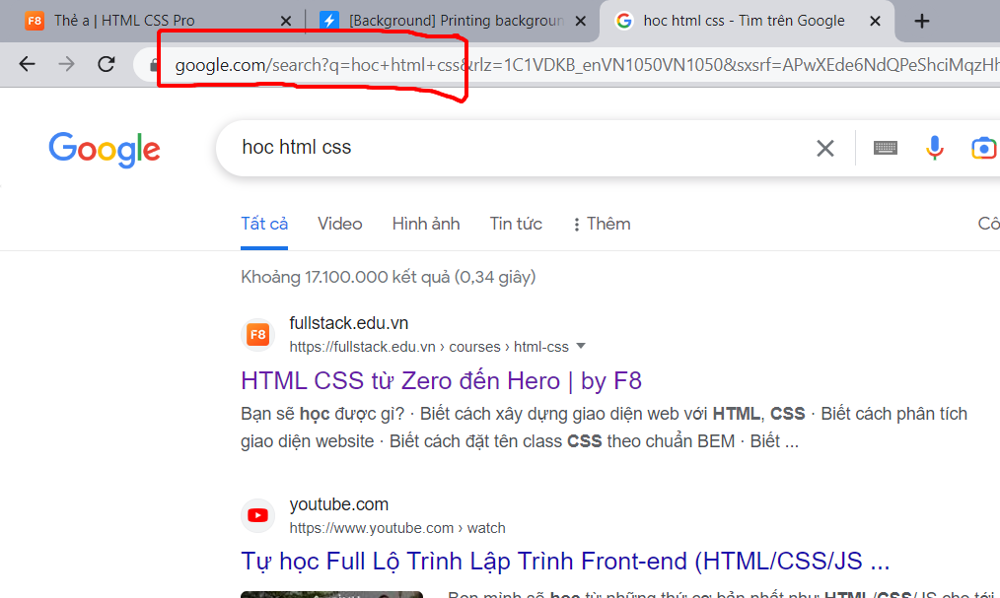 F8 Thẻ a | HTML CSS Pro
[Background] Printing backgroun
hoc html css - Tìm trên Google
google.com/search?q=hoc+html+css&rlz=1C1VDKB_enVN1050VN1050&sxsrf=APwXEde6NdQPeShciMqzHh
Google
hoc html css
Tất cả Video Hình ảnh Tin tức Thêm Cô
Khoảng 17.100.000 kết quả (0,34 giây)
F8 fullstack.edu.vn
https://fullstack.edu.vn › courses › html-css
HTML CSS từ Zero đến Hero | by F8
Bạn sẽ học được gi? · Biết cách xây dựng giao diện web với HTML, CSS · Biết cách phân tích
giao diện website · Biết cách đặt tên class CSS theo chuẩn BEM · Biết ...
youtube.com
https://www.youtube.com › watch
Tự học Full Lộ Trình Lập Trình Front-end (HTML/CSS/JS ...